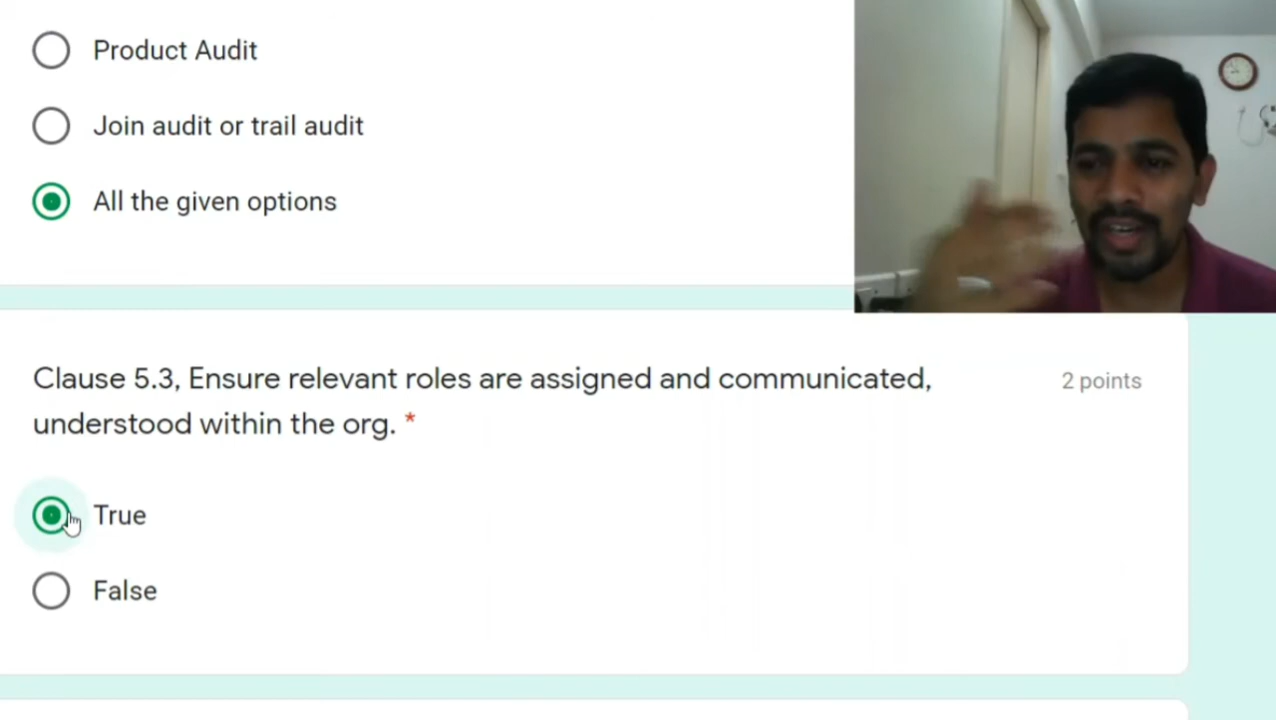 Product Audit
Join audit or trail audit
All the given options
Clause 5.3, Ensure relevant roles are assigned and communicated,
understood within the org. *
2 points
True
False